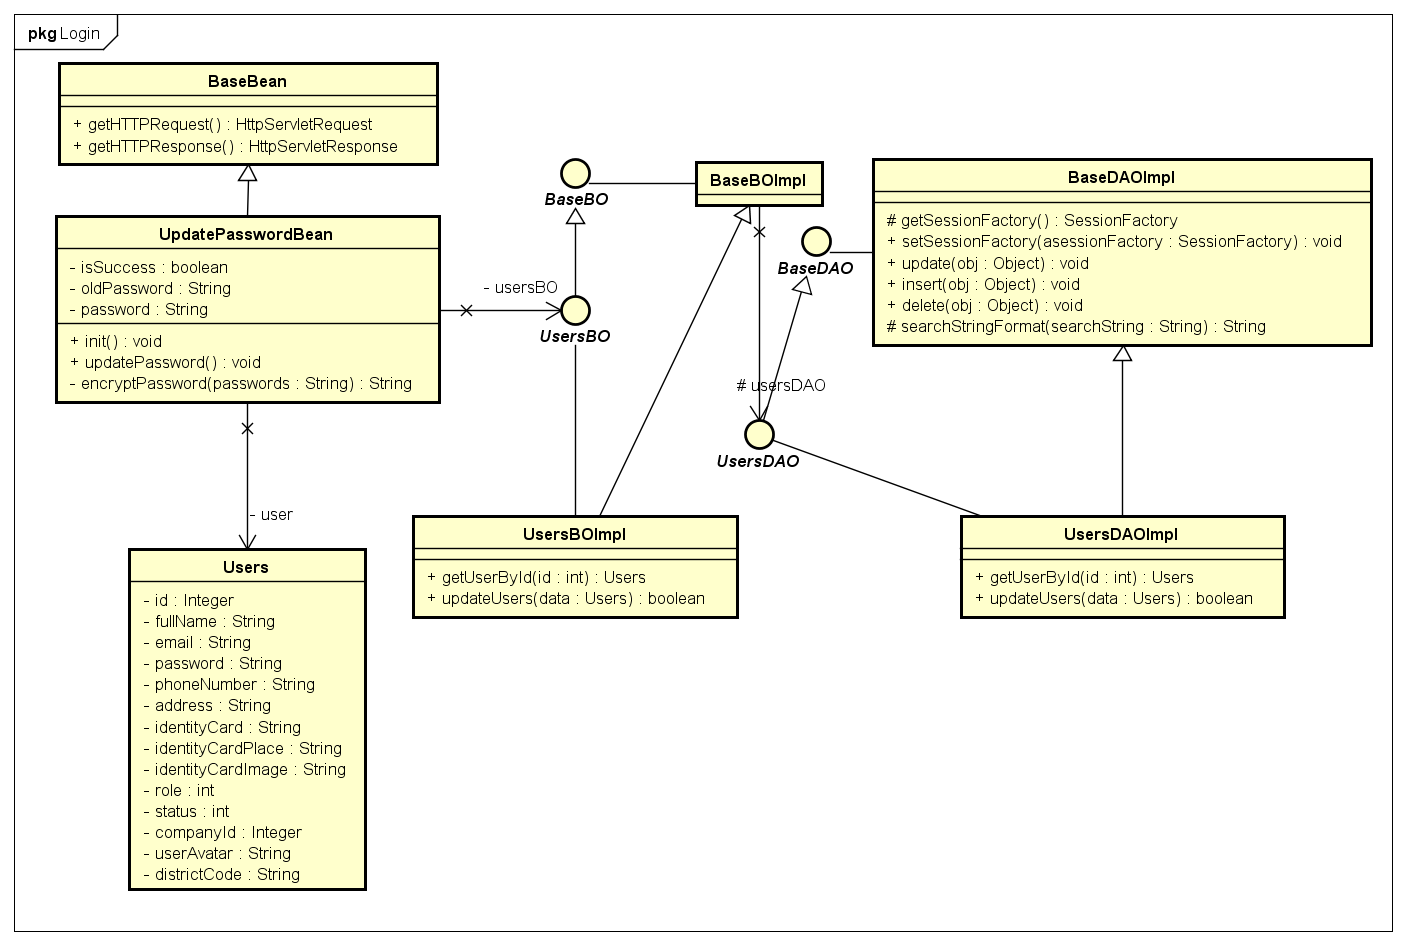 pkg Login
BaseBean
+ getHTTPRequest() : HttpServletRequest
+ getHTTPResponse() : HttpServletResponse
UpdatePasswordBean
- isSuccess : boolean
- oldPassword : String
- password : String
+ init() : void
+ updatePassword() : void
- encryptPassword(passwords : String) : String
- usersBO
BaseBO
UsersBO
BaseBOImpl
BaseDAO
# usersDAO
UsersDAO
BaseDAOImpl
# getSessionFactory() : SessionFactory
+ setSessionFactory(asessionFactory : SessionFactory) : void
+ update(obj : Object) : void
+ insert(obj : Object) : void
+ delete(obj : Object) : void
# searchStringFormat(searchString : String) : String
- user
Users
- id : Integer
- fullName : String
- email : String
- password : String
- phoneNumber : String
- address : String
- identityCard : String
- identityCardPlace : String
- identityCardImage : String
- role : int
- status : int
- companyId : Integer
- userAvatar : String
- districtCode : String
UsersBOImpl
+ getUserById(id : int) : Users
+ updateUsers(data : Users) : boolean
UsersDAOImpl
+ getUserById(id : int) : Users
+ updateUsers(data : Users) : boolean